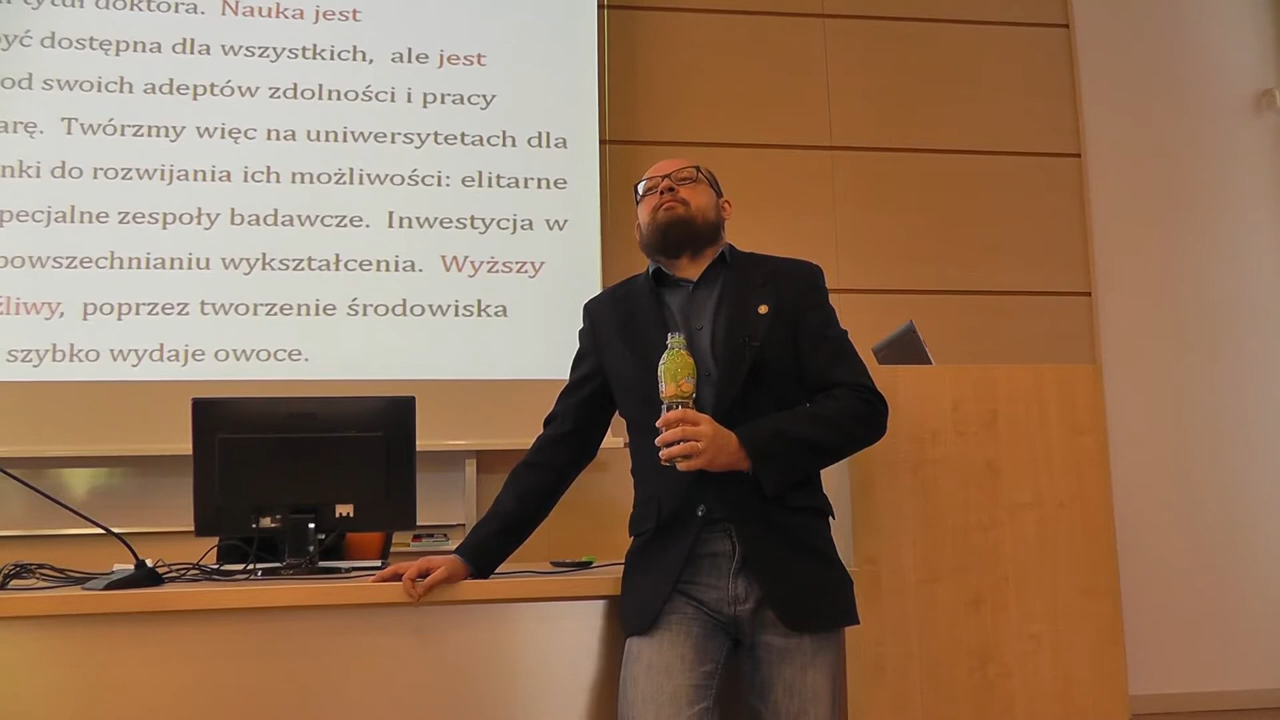 tytuł doktora. Nauka jest
być dostępna dla wszystkich, ale jest
od swoich adeptów zdolności i pracy
arę. Twórzmy więc na uniwersytetach dla
nki do rozwijania ich możliwości: elitarne
pecjalne zespoły badawcze. Inwestycja w
powszechnianiu wykształcenia. Wyższy
źliwy, poprzez tworzenie środowiska
szybko wydaje owoce.